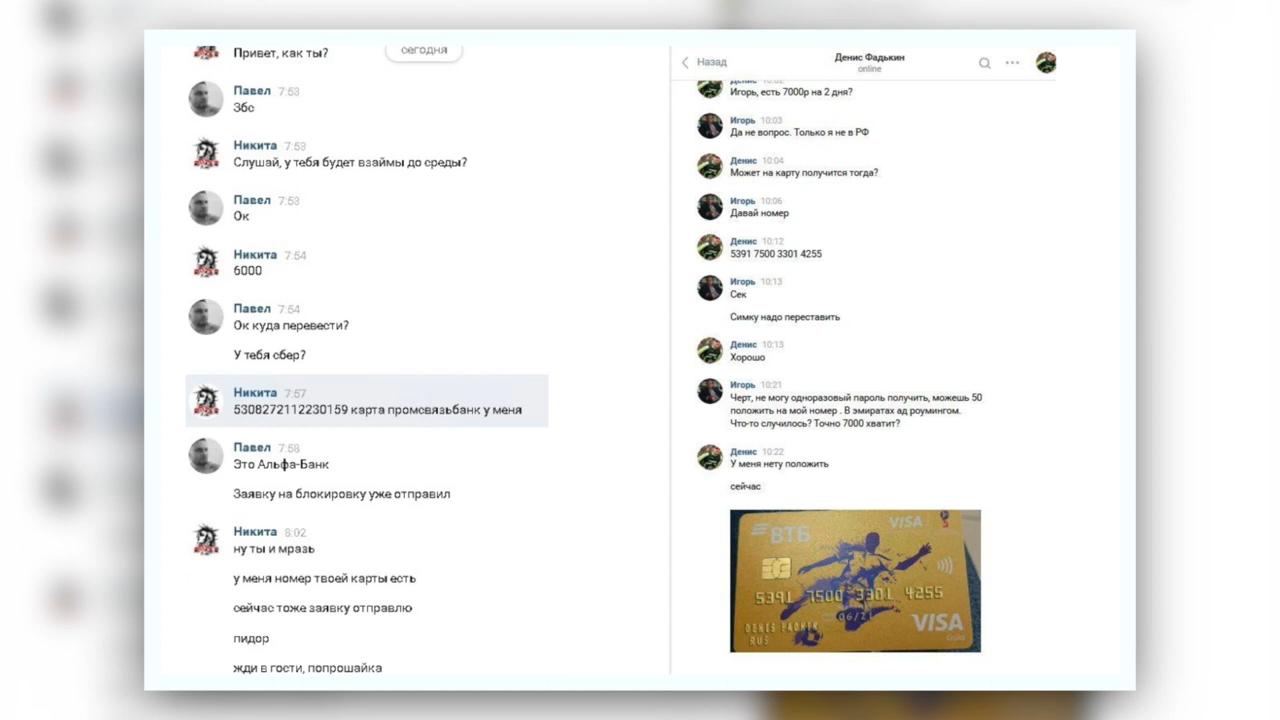 Привет, как ты?
сегодня
Павел 7:53
Збс
Никита 7:53
Слушай, у тебя будет взаймы до среды?
Павел 7:53
Ок
Никита 7:54
6000
Павел 7:54
Ок куда перевести?
У тебя сбер?
Никита 7:57
5308272112230159 карта промсвязьбанк у меня
Павел 7:58
Это Альфа-Банк
Заявку на блокировку уже отправил
Никита 8:02
ну ты и мразь
у меня номер твоей карты есть
сейчас тоже заявку отправлю
пидор
жди в гости, попрошайка
Назад
Денис Фадькин
online
Денис 10:02
Игорь, есть 7000р на 2 дня?
Игорь 10:03
Да не вопрос. Только я не в РФ
Денис 10:04
Может на карту получится тогда?
Игорь 10:06
Давай номер
Денис 10:12
5391 7500 3301 4255
Игорь 10:13
Сек
Симку надо переставить
Денис 10:13
Хорошо
Игорь 10:21
Черт, не могу одноразовый пароль получить, можешь 50
положить на мой номер . В эмиратах ад роумингом.
Что-то случилось? Точно 7000 хватит?
Денис 10:22
У меня нету положить
сейчас
ВТБ
VISA
5391 7500 3301 4255
06/21
DENIS FADKIN
RUS
VISA
Gold